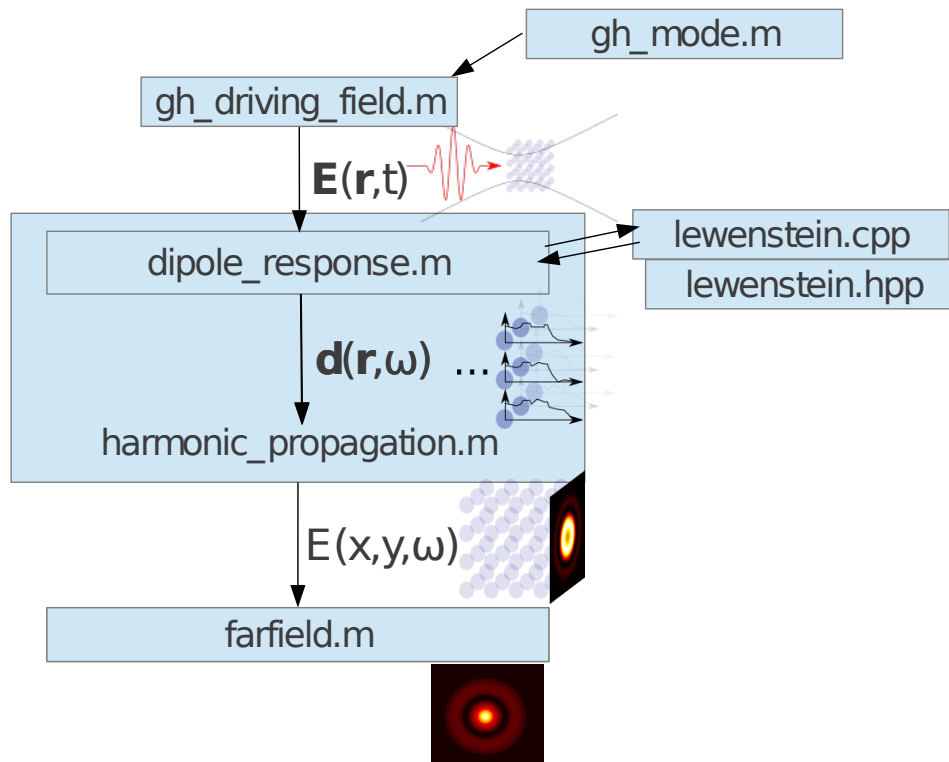 gh_mode.m
gh_driving_field.m
E(r,t)
lewenstein.cpp
dipole_response.m
lewenstein.hpp
d(r,ω) ...
harmonic_propagation.m
E(x,y,ω)
farfield.m